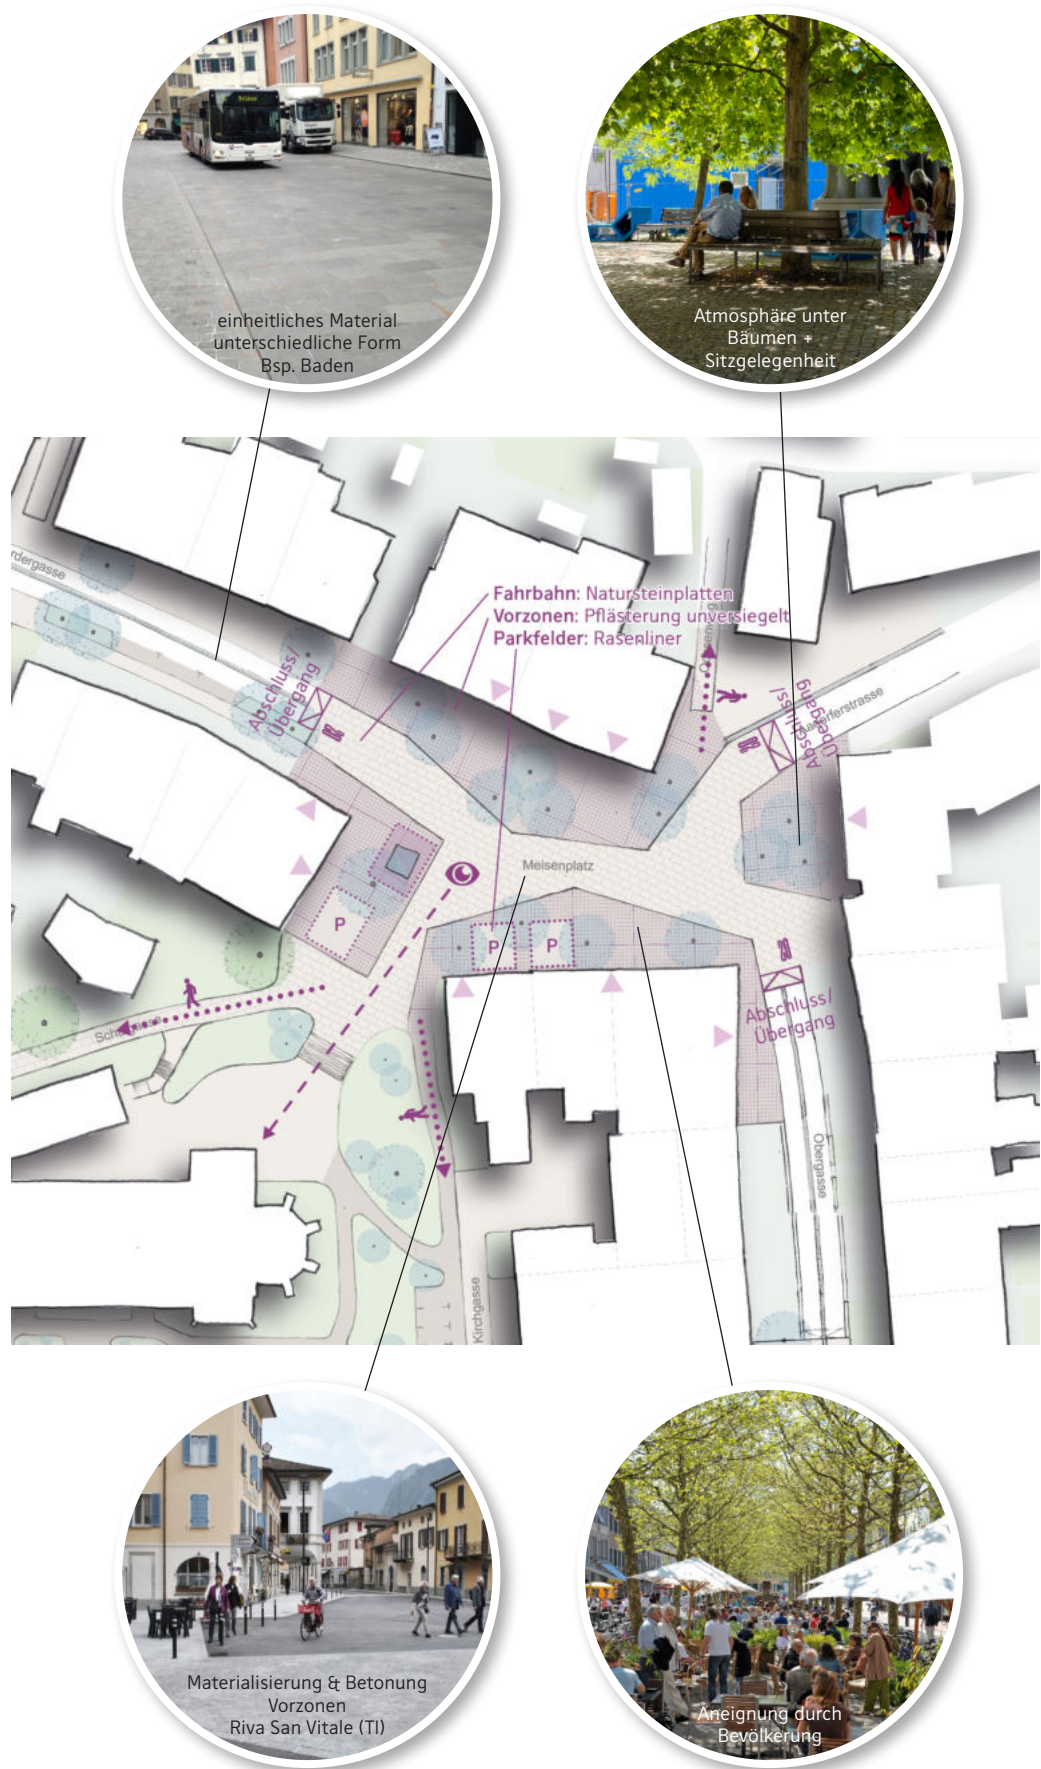 einheitliches Material
unterschiedliche Form
Bsp. Baden
Atmosphäre unter
Bäumen +
Sitzgelegenheit
Fahrbahn: Natursteinplatten
Vorzonen: Pflästerung unversiegelt
Parkfelder: Rasenliner
Abschluss/
Übergang
Abschluss/
Übergang
Meisenplatz
P
P
P
Abschluss/
Übergang
Obergasse
Kirchgasse
Materialisierung & Betonung
Vorzonen
Riva San Vitale (TI)
Aneignung durch
Bevölkerung